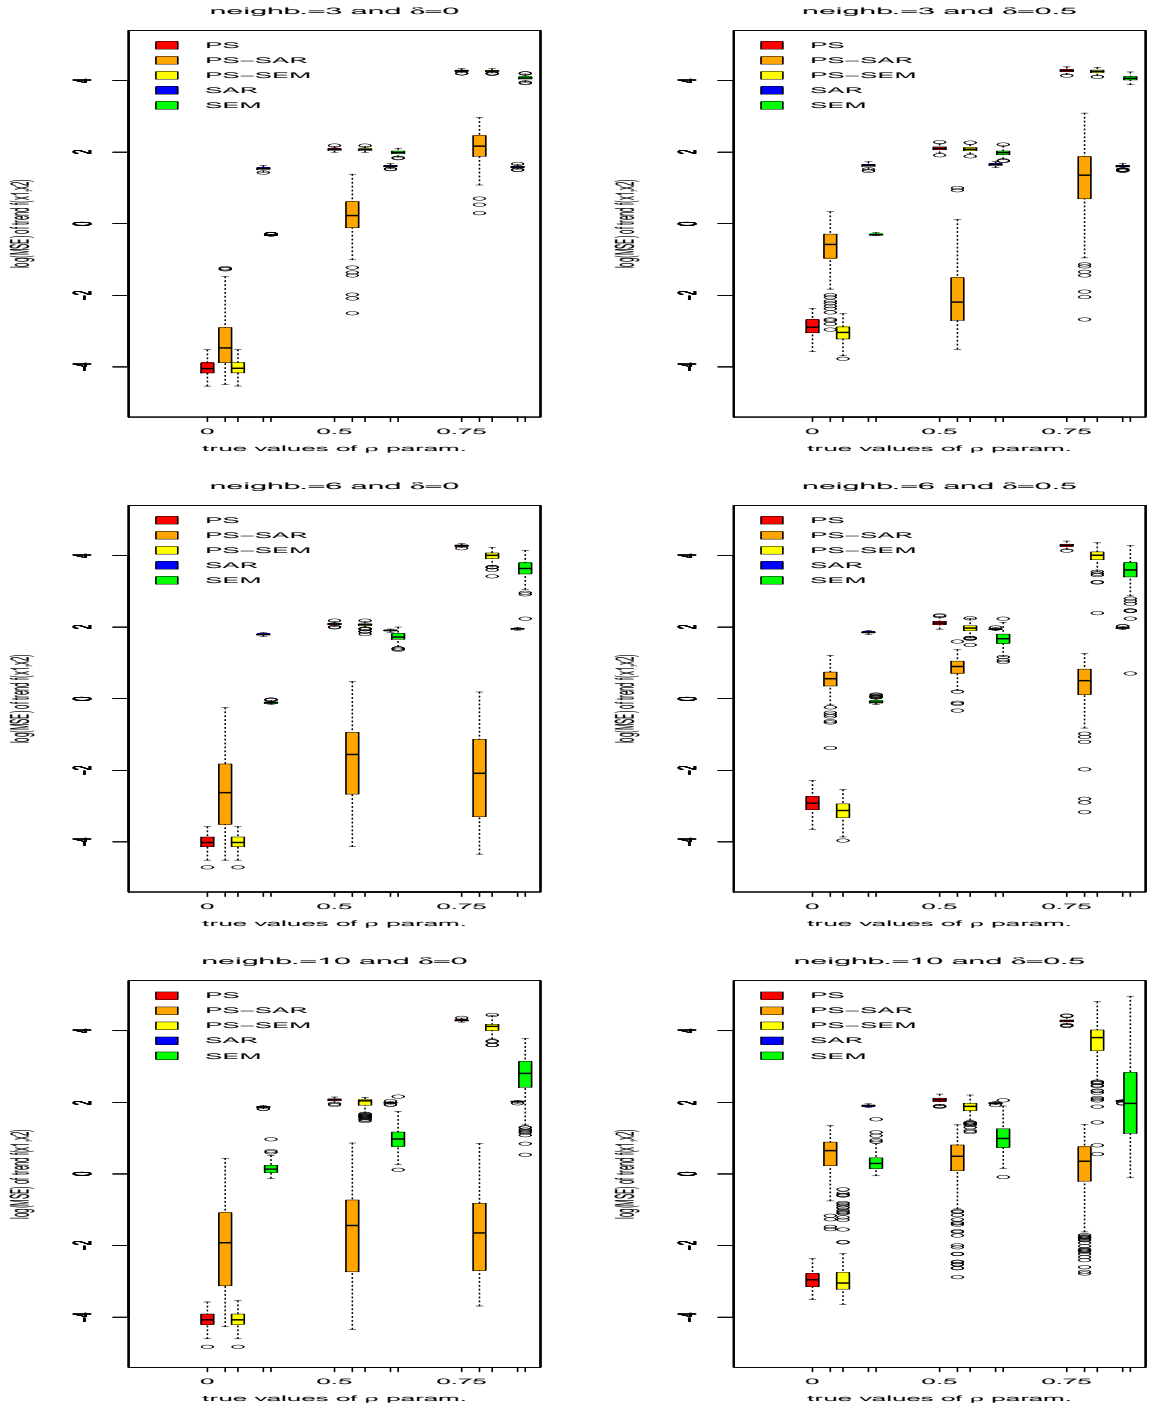 neighb.=3 and δ=0
PS
PS−SAR
PS−SEM
SAR
SEM
log(MSE) of trend f(x1,x2)
4
2
0
−2
−4
0 0.5 0.75
true values of ρ param.
neighb.=3 and δ=0.5
PS
PS−SAR
PS−SEM
SAR
SEM
log(MSE) of trend f(x1,x2)
4
2
0
−2
−4
0 0.5 0.75
true values of ρ param.
neighb.=6 and δ=0
PS
PS−SAR
PS−SEM
SAR
SEM
log(MSE) of trend f(x1,x2)
4
2
0
−2
−4
0 0.5 0.75
true values of ρ param.
neighb.=6 and δ=0.5
PS
PS−SAR
PS−SEM
SAR
SEM
log(MSE) of trend f(x1,x2)
4
2
0
−2
−4
0 0.5 0.75
true values of ρ param.
neighb.=10 and δ=0
PS
PS−SAR
PS−SEM
SAR
SEM
log(MSE) of trend f(x1,x2)
4
2
0
−2
−4
0 0.5 0.75
true values of ρ param.
neighb.=10 and δ=0.5
PS
PS−SAR
PS−SEM
SAR
SEM
log(MSE) of trend f(x1,x2)
4
2
0
−2
−4
0 0.5 0.75
true values of ρ param.